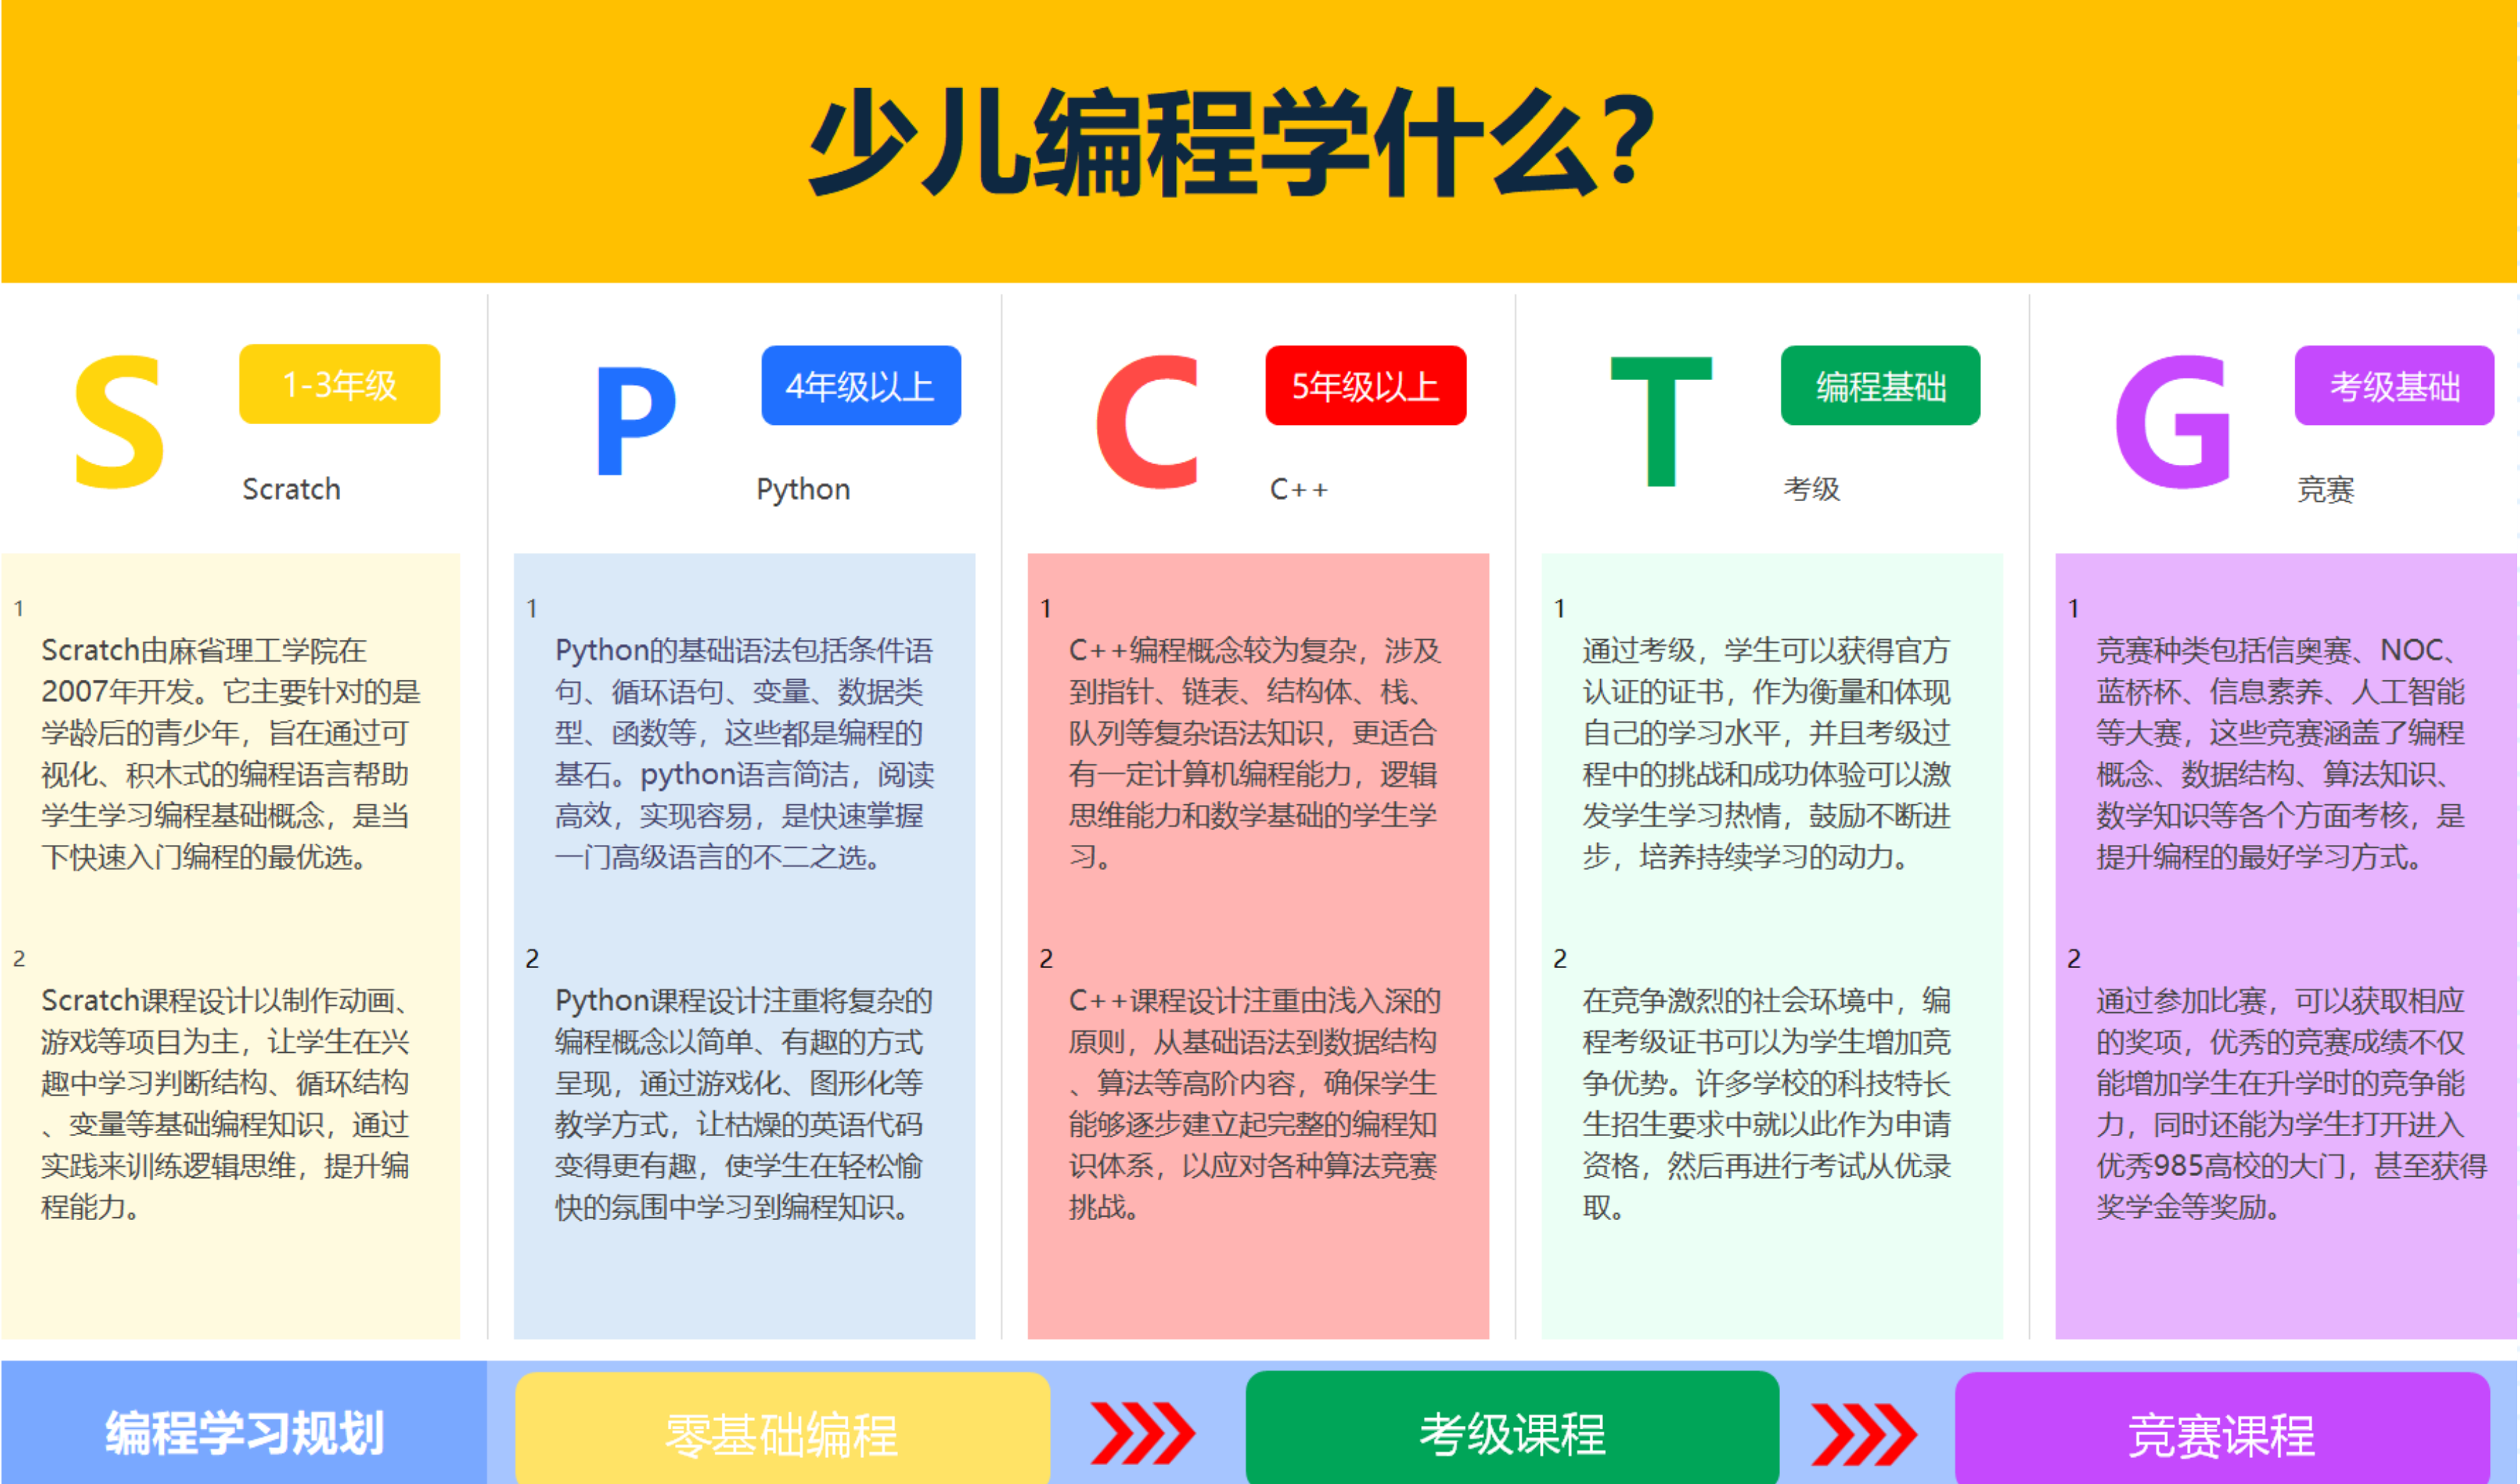 少儿编程学什么?
S
1-3年级
Scratch
1
Scratch由麻省理工学院在
2007年开发。它主要针对的是
学龄后的青少年，旨在通过可
视化、积木式的编程语言帮助
学生学习编程基础概念，是当
下快速入门编程的最优选。
2
Scratch课程设计以制作动画、
游戏等项目为主，让学生在兴
趣中学习判断结构、循环结构
、变量等基础编程知识，通过
实践来训练逻辑思维，提升编
程能力。
P
4年级以上
Python
1
Python的基础语法包括条件语
句、循环语句、变量、数据类
型、函数等，这些都是编程的
基石。python语言简洁，阅读
高效，实现容易，是快速掌握
一门高级语言的不二之选。
2
Python课程设计注重将复杂的
编程概念以简单、有趣的方式
呈现，通过游戏化、图形化等
教学方式，让枯燥的英语代码
变得更有趣，使学生在轻松愉
快的氛围中学习到编程知识。
C
5年级以上
C++
1
C++编程概念较为复杂，涉及
到指针、链表、结构体、栈、
队列等复杂语法知识，更适合
有一定计算机编程能力，逻辑
思维能力和数学基础的学生学
习。
2
C++课程设计注重由浅入深的
原则，从基础语法到数据结构
、算法等高阶内容，确保学生
能够逐步建立起完整的编程知
识体系，以应对各种算法竞赛
挑战。
T
编程基础
考级
1
通过考级，学生可以获得官方
认证的证书，作为衡量和体现
自己的学习水平，并且考级过
程中的挑战和成功体验可以激
发学生学习热情，鼓励不断进
步，培养持续学习的动力。
2
在竞争激烈的社会环境中，编
程考级证书可以为学生增加竞
争优势。许多学校的科技特长
生招生要求中就以此作为申请
资格，然后再进行考试从优录
取。
G
考级基础
竞赛
1
竞赛种类包括信奥赛、NOC、
蓝桥杯、信息素养、人工智能
等大赛，这些竞赛涵盖了编程
概念、数据结构、算法知识、
数学知识等各个方面考核，是
提升编程的最好学习方式。
2
通过参加比赛，可以获取相应
的奖项，优秀的竞赛成绩不仅
能增加学生在升学时的竞争能
力，同时还能为学生打开进入
优秀985高校的大门，甚至获得
奖学金等奖励。
编程学习规划
零基础编程
考级课程
竞赛课程